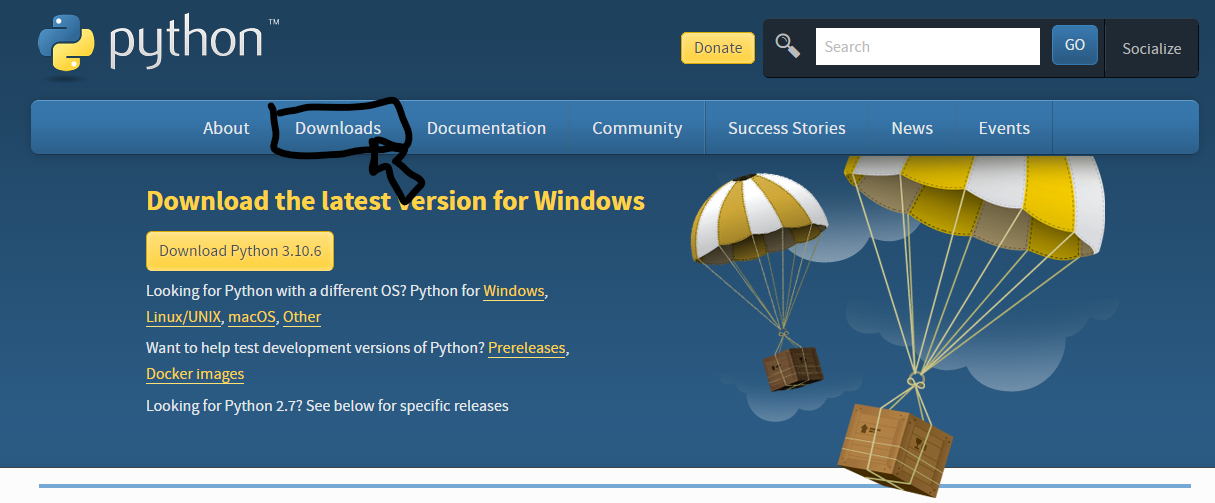 python™
Donate
Search
GO
Socialize
About Downloads Documentation Community Success Stories News Events
Download the latest version for Windows
Download Python 3.10.6
Looking for Python with a different OS? Python for Windows,
Linux/UNIX, macOS, Other
Want to help test development versions of Python? Prereleases,
Docker images
Looking for Python 2.7? See below for specific releases